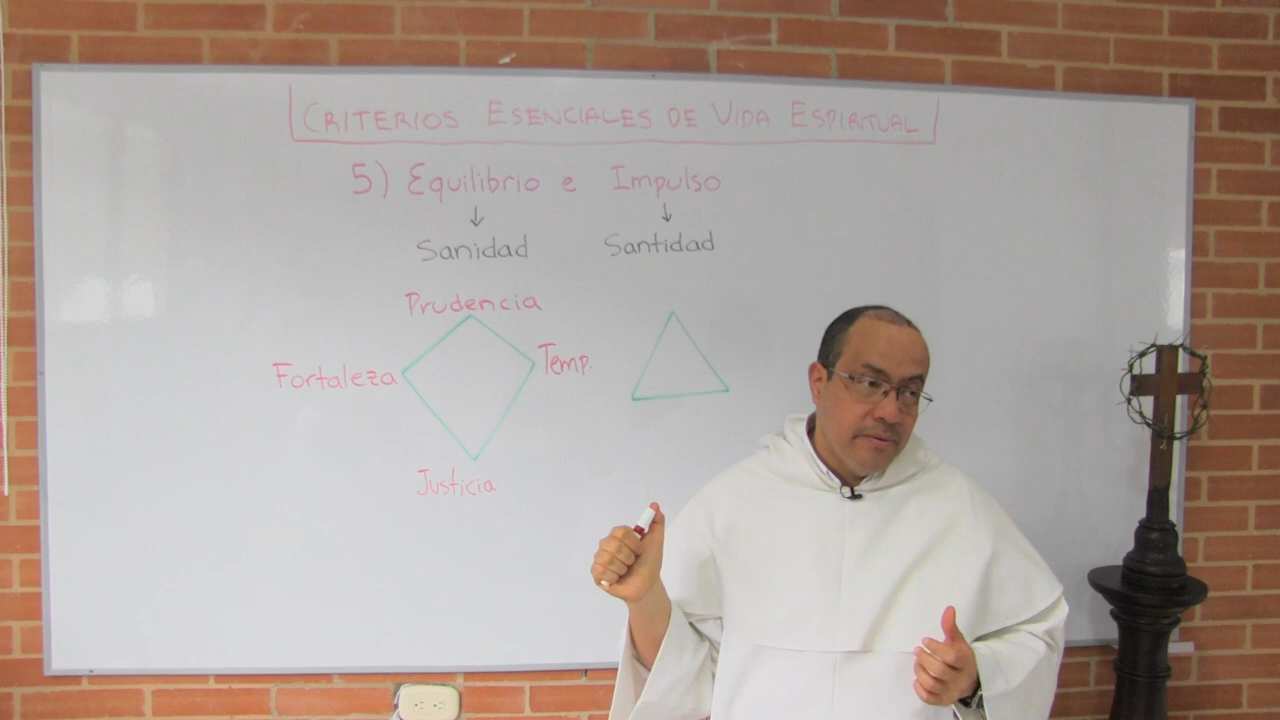 CRITERIOS ESENCIALES DE VIDA ESPIRITUAL
5) Equilibrio e Impulso
↓ ↓
Sanidad Santidad
Prudencia
Fortaleza Temp.
Justicia